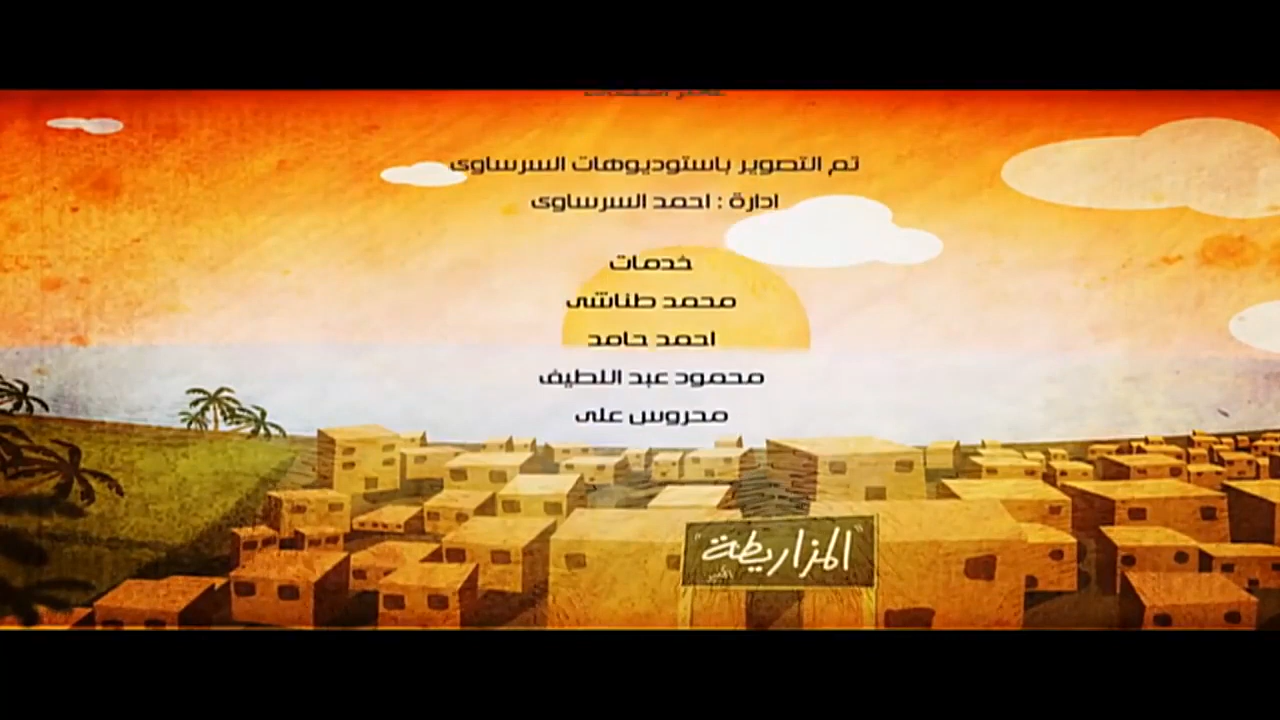 تم التصوير باستوديوهات السرساوى
ادارة : احمد السرساوى
خدمات
محمد طناشى
احمد حامد
محمود عبد اللطيف
محروس على
"المزاريطة"